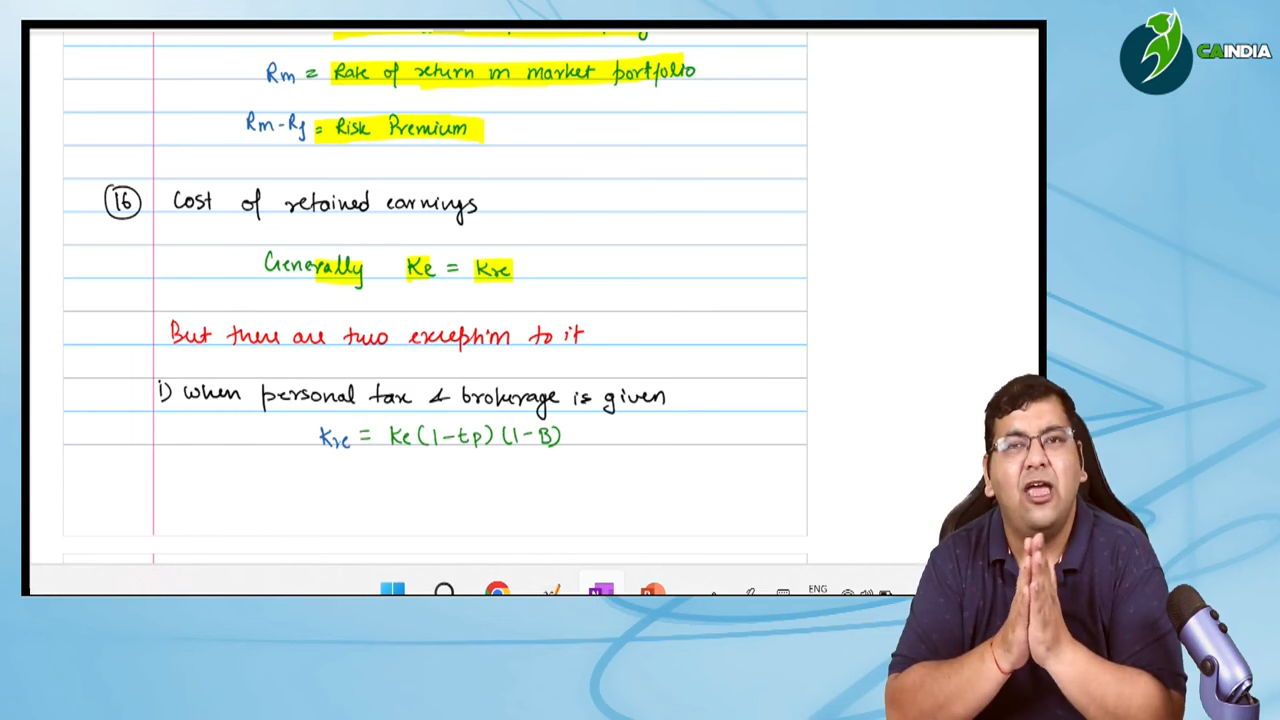 CAINDIA
Rm = Rate of return in market portfolio
Rm-Rf = Risk Premium
16 Cost of retained earnings
Generally Ke = Kre
But there are two exception to it
i) when personal tax & brokerage is given
Kre = Ke (1-tp) (1-B)
ENG